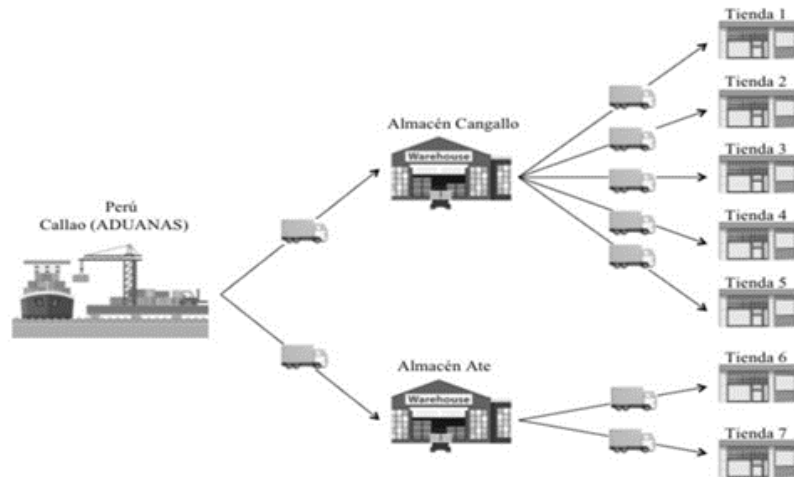 Perú
Callao (ADUANAS)
Almacén Cangallo
Warehouse
Almacén Ate
Warehouse
Tienda 1
Tienda 2
Tienda 3
Tienda 4
Tienda 5
Tienda 6
Tienda 7